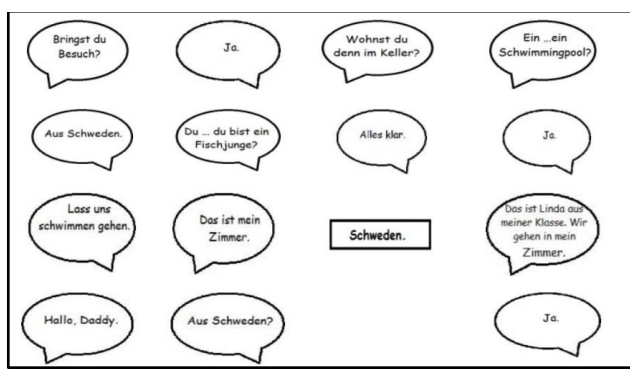 Bringst du
Besuch?
Ja.
Wohnst du
denn im Keller?
Ein ...ein
Schwimmingpool?
Aus Schweden.
Du ... du bist ein
Fischjunge?
Alles klar.
Ja.
Lass uns
schwimmen gehen.
Das ist mein
Zimmer.
Schweden.
Das ist Linda aus
meiner Klasse. Wir
gehen in mein
Zimmer.
Hallo, Daddy.
Aus Schweden?
Ja.